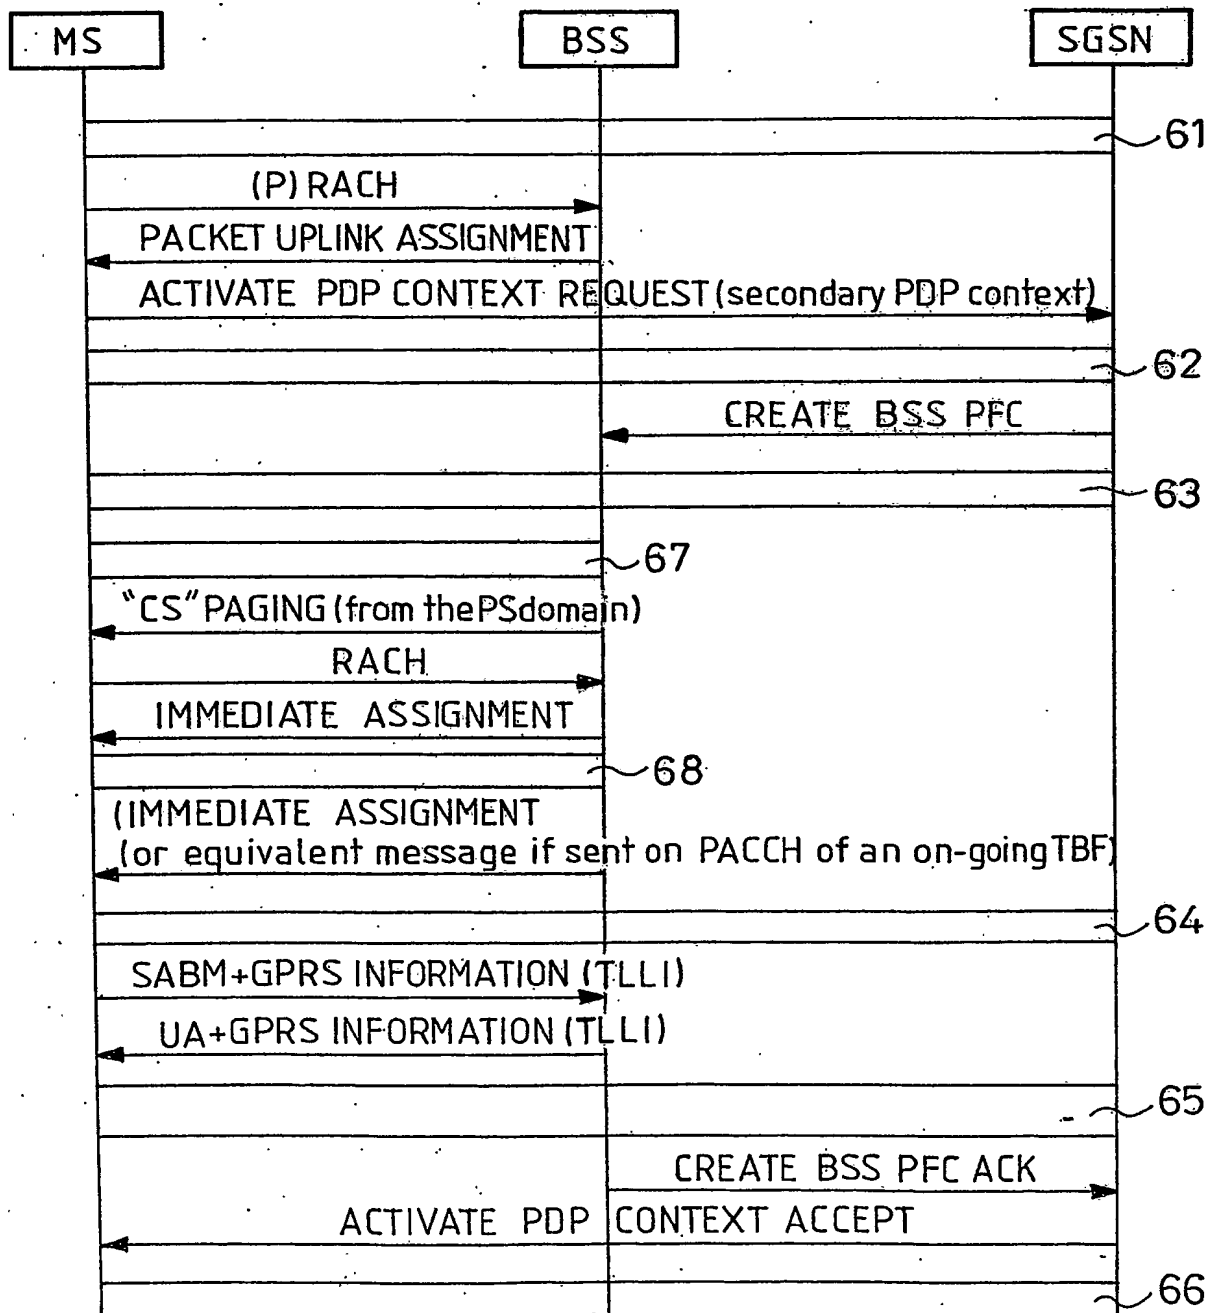 MS
BSS
SGSN
61
(P) RACH
PACKET UPLINK ASSIGNMENT
ACTIVATE PDP CONTEXT REQUEST (secondary PDP context)
62
CREATE BSS PFC
63
67
"CS" PAGING (from the PS domain)
RACH
IMMEDIATE ASSIGNMENT
68
(IMMEDIATE ASSIGNMENT
(or equivalent message if sent on PACCH of an on-going TBF)
64
SABM+GPRS INFORMATION (TLLI)
UA+GPRS INFORMATION (TLLI)
65
CREATE BSS PFC ACK
ACTIVATE PDP CONTEXT ACCEPT
66